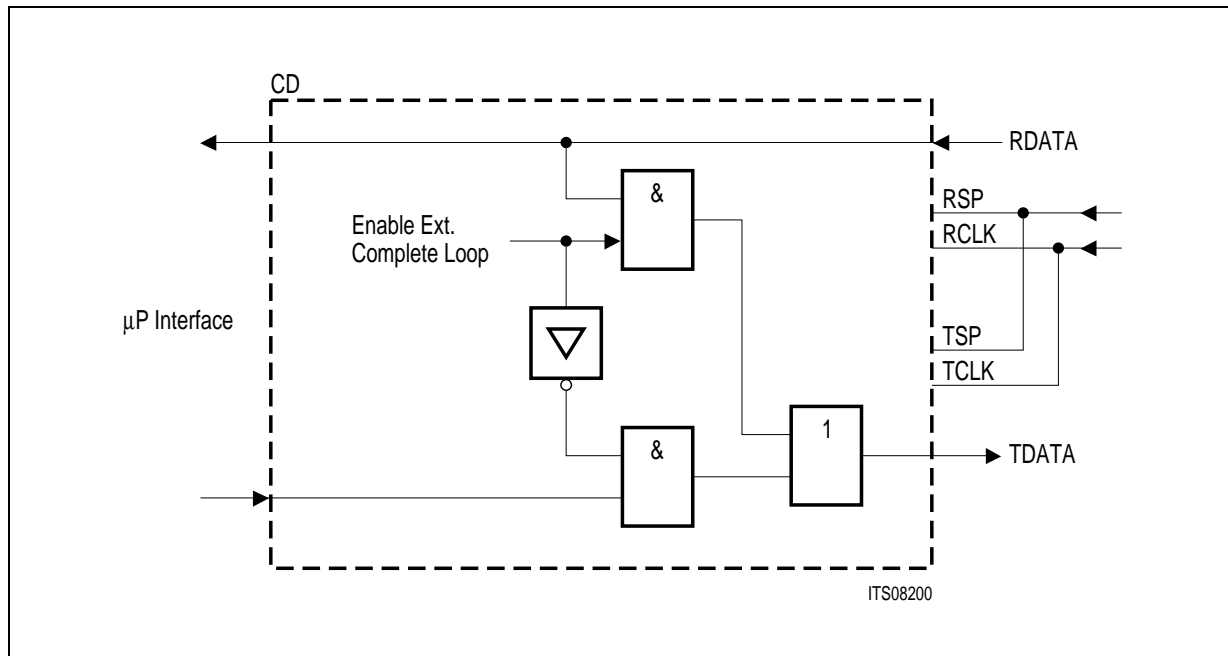 CD
RDATA
&
RSP
Enable Ext.
Complete Loop
RCLK
µP Interface
TSP
TCLK
1
&
TDATA
ITS08200